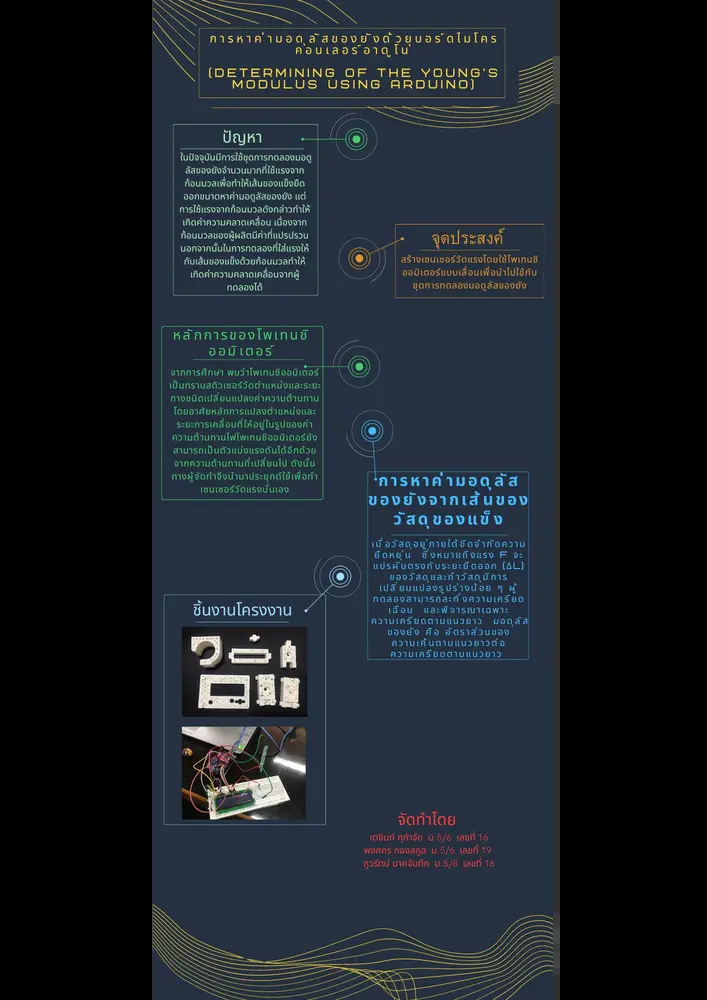 การหาค่ามอดุลัสของยังด้วยบอร์ดไมโคร
คอนเลอร์อาดูโน่
(DETERMINING OF THE YOUNG'S
MODULUS USING ARDUINO)
ปัญหา
ในปัจจุบันมีการใช้ชุดการทดลองมอดู
ลัสของยังจำนวนมากที่ใช้แรงจาก
ก้อนมวลเพื่อทำให้เส้นของแข็งยืด
ออกขณาดหาค่ามอดูลัสของยัง แต่
การใช้แรงจากก้อนมวลดังกล่าวทำให้
เกิดค่าความคลาดเคลื่อน เนื่องจาก
ก้อนมวลของผู้ผลิตมีค่าที่แปรปรวน
นอกจากนั้นในการทดลองที่ใส่แรงให้
กับเส้นของแข็งด้วยก้อนมวลทำให้
เกิดค่าความคลาดเคลื่อนจากผู้
ทดลองได้
จุดประสงค์
สร้างเซนเซอร์วัดแรงโดยใช้โพเทนชิ
ออมิเตอร์แบบเลื่อนเพื่อนำไปใช้กับ
ชุดการทดลองมอดูลัสของยัง
หลักการของโพเทนชิ
ออมิเตอร์
จากการศึกษา พบว่าโพเทนชิออมิเตอร์
เป็นทรานสดิวเซอร์วัดตำแหน่งและระยะ
ทางชนิดเปลี่ยนแปลงค่าความต้านทาน
โดยอาศัยหลักการแปลงตำแหน่งและ
ระยะการเคลื่อนที่ให้อยู่ในรูปของค่า
ความต้านทานไฟโพเทนชิออมิเตอร์ยัง
สามารถเป็นตัวแบ่งแรงดันได้อีกด้วย
จากความต้านทานที่เปลี่ยนไป ดังนั้น
ทางผู้จัดทำจึงนำมาประยุกต์ใช้เพื่อทำ
เซนเซอร์วัดแรงนั่นเอง
การหาค่ามอดุลัส
ของยังจากเส้นของ
วัสดุของแข็ง
เมื่อวัสดุอยู่ภายใต้ขีดจำกัดความ
ยืดหยุ่น ซึ่งหมายถึงแรง F จะ
แปรผันตรงกับระยะยืดออก (ΔL)
ของวัสดุและถ้าวัสดุมีการ
เปลี่ยนแปลงรูปร่างน้อย ๆ ผู้
ทดลองสามารถละทิ้งความเครียด
เฉือน และพิจารณาเฉพาะ
ความเครียดตามแนวยาว มอดุลัส
ของยัง คือ อัตราส่วนของ
ความเค้นตามแนวยาวต่อ
ความเครียดตามแนวยาว
ชิ้นงานโครงงาน
จัดทำโดย
เตชินท์ ทุกำจัด ม.5/6 เลขที่ 16
พงศกร กองสกูล ม.5/6 เลขที่ 19
ภูวรัตน์ นาคจันทึก ม.5/8 เลขที่ 16